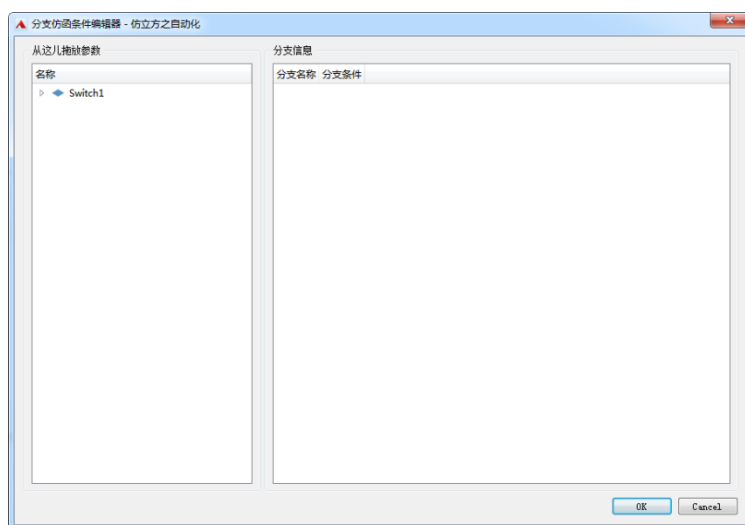 分支仿函条件编辑器 - 仿立方之自动化
从这儿拖放参数
分支信息
名称
分支名称 分支条件
Switch1
OK
Cancel